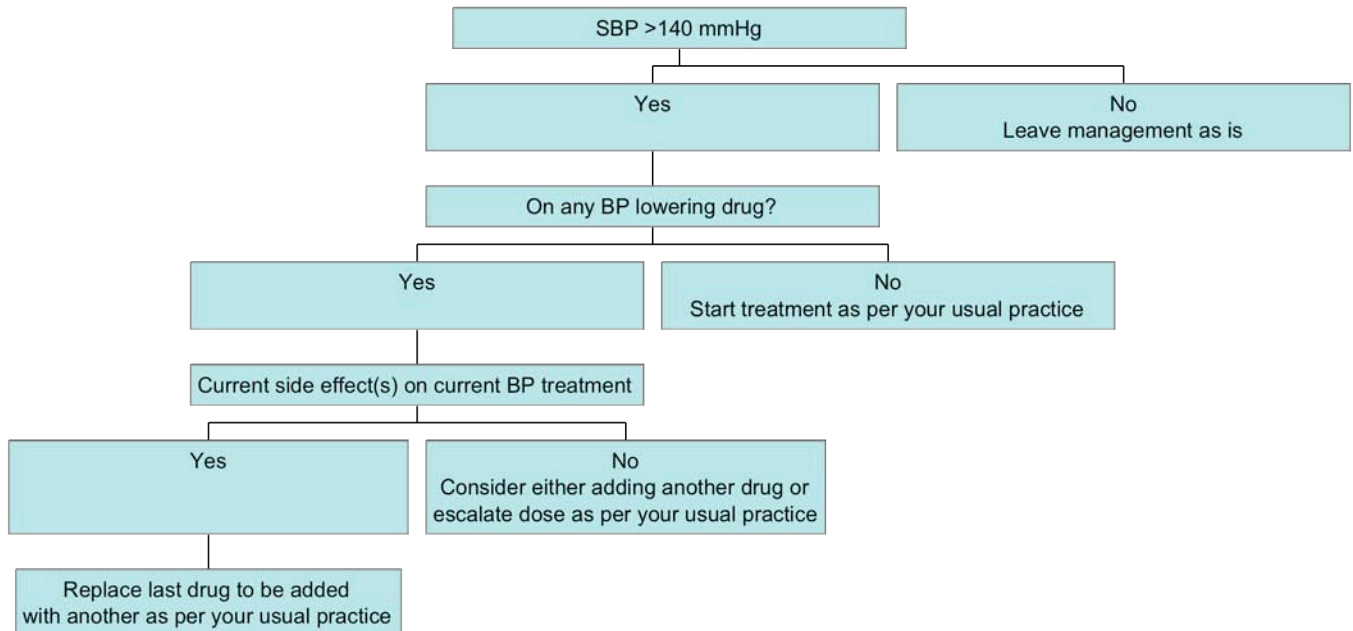 SBP >140 mmHg
Yes
No
Leave management as is
On any BP lowering drug?
Yes
No
Start treatment as per your usual practice
Current side effect(s) on current BP treatment
Yes
No
Consider either adding another drug or
escalate dose as per your usual practice
Replace last drug to be added
with another as per your usual practice